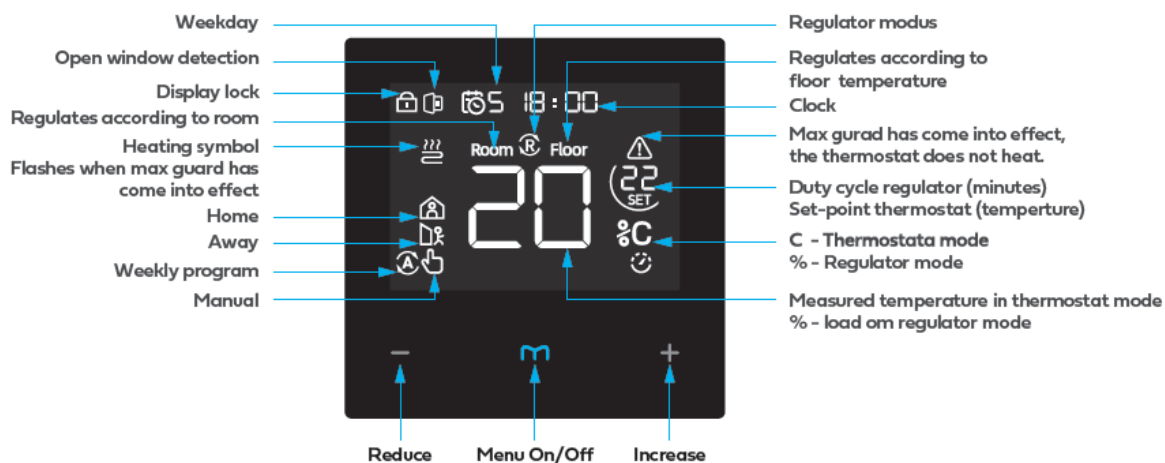 Weekday
Open window detection
Display lock
Regulates according to room
Heating symbol
Flashes when max guard has
come into effect
Home
Away
Weekly program
Manual
5 18:00
Room R Floor
20
22
SET
%C
A
Regulator modus
Regulates according to
floor temperature
Clock
Max gurad has come into effect,
the thermostat does not heat.
Duty cycle regulator (minutes)
Set-point thermostat (temperture)
C - Thermostata mode
% - Regulator mode
Measured temperature in thermostat mode
% - load om regulator mode
− m +
Reduce
Menu On/Off
Increase